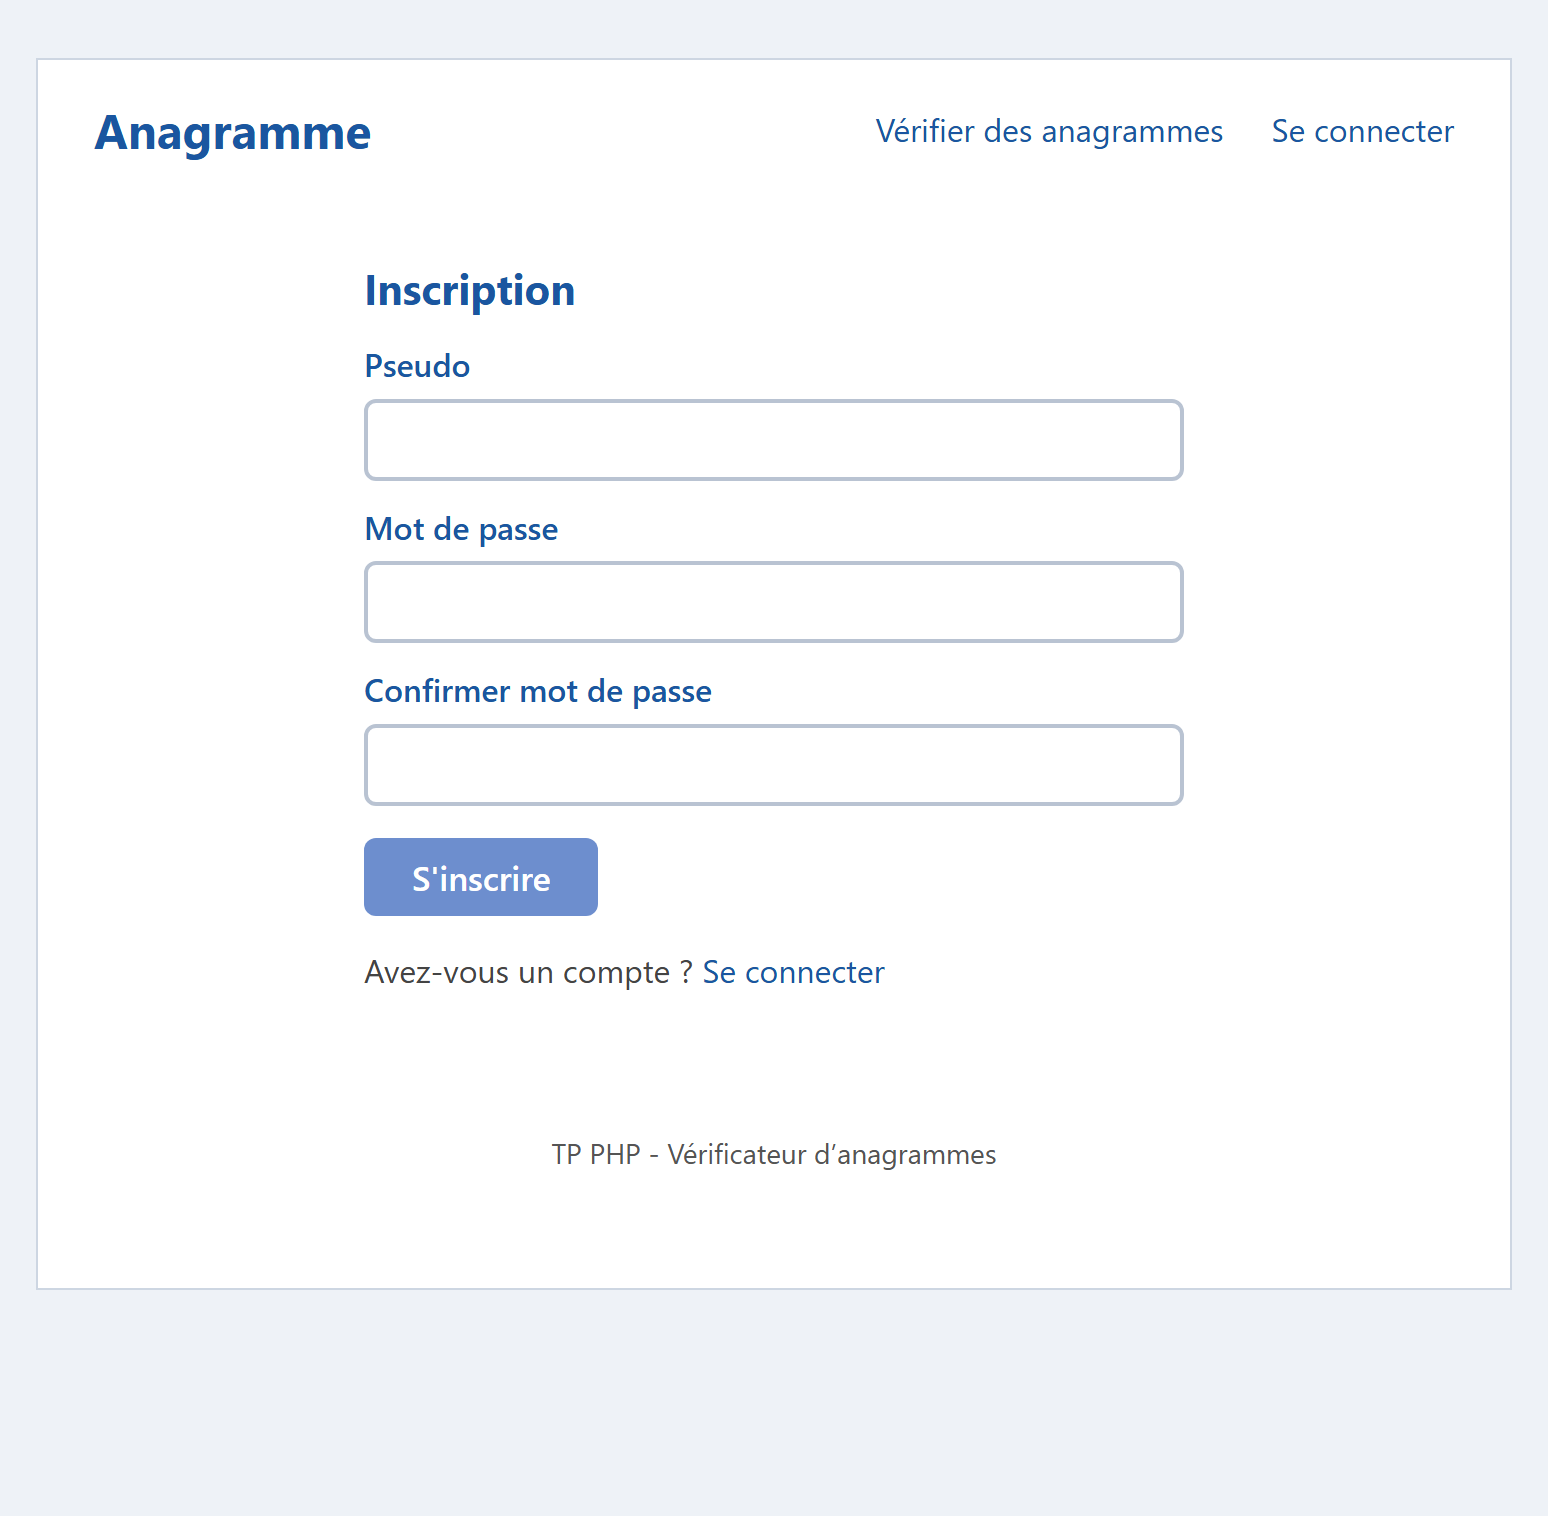 Anagramme
Vérifier des anagrammes Se connecter
Inscription
Pseudo
Mot de passe
Confirmer mot de passe
S'inscrire
Avez-vous un compte ? Se connecter
TP PHP - Vérificateur d’anagrammes